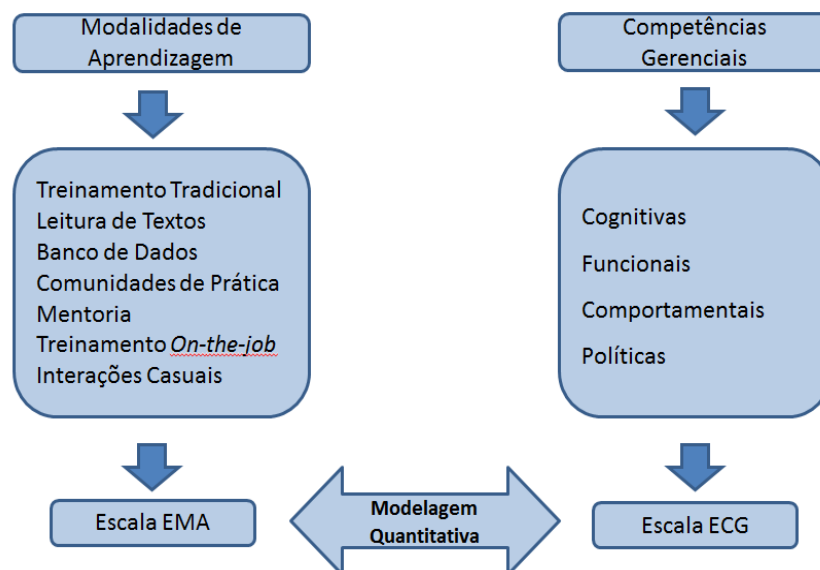 Modalidades de
Aprendizagem
Competências
Gerenciais
Treinamento Tradicional
Leitura de Textos
Banco de Dados
Comunidades de Prática
Mentoria
Treinamento On-the-job
Interações Casuais
Cognitivas
Funcionais
Comportamentais
Políticas
Escala EMA
Modelagem
Quantitativa
Escala ECG